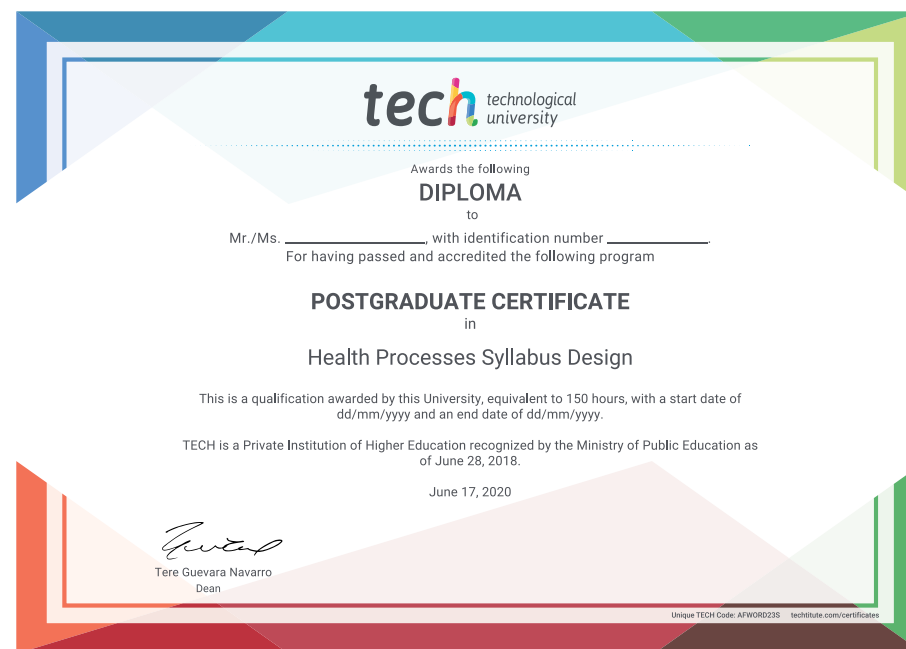 tech technological
university
Awards the following
DIPLOMA
to
Mr./Ms. ____________________, with identification number ______________.
For having passed and accredited the following program
POSTGRADUATE CERTIFICATE
in
Health Processes Syllabus Design
This is a qualification awarded by this University, equivalent to 150 hours, with a start date of
dd/mm/yyyy and an end date of dd/mm/yyyy.
TECH is a Private Institution of Higher Education recognized by the Ministry of Public Education as
of June 28, 2018.
June 17, 2020
Tere Guevara Navarro
Dean
Unique TECH Code: AFWORD23S techtitute.com/certificates